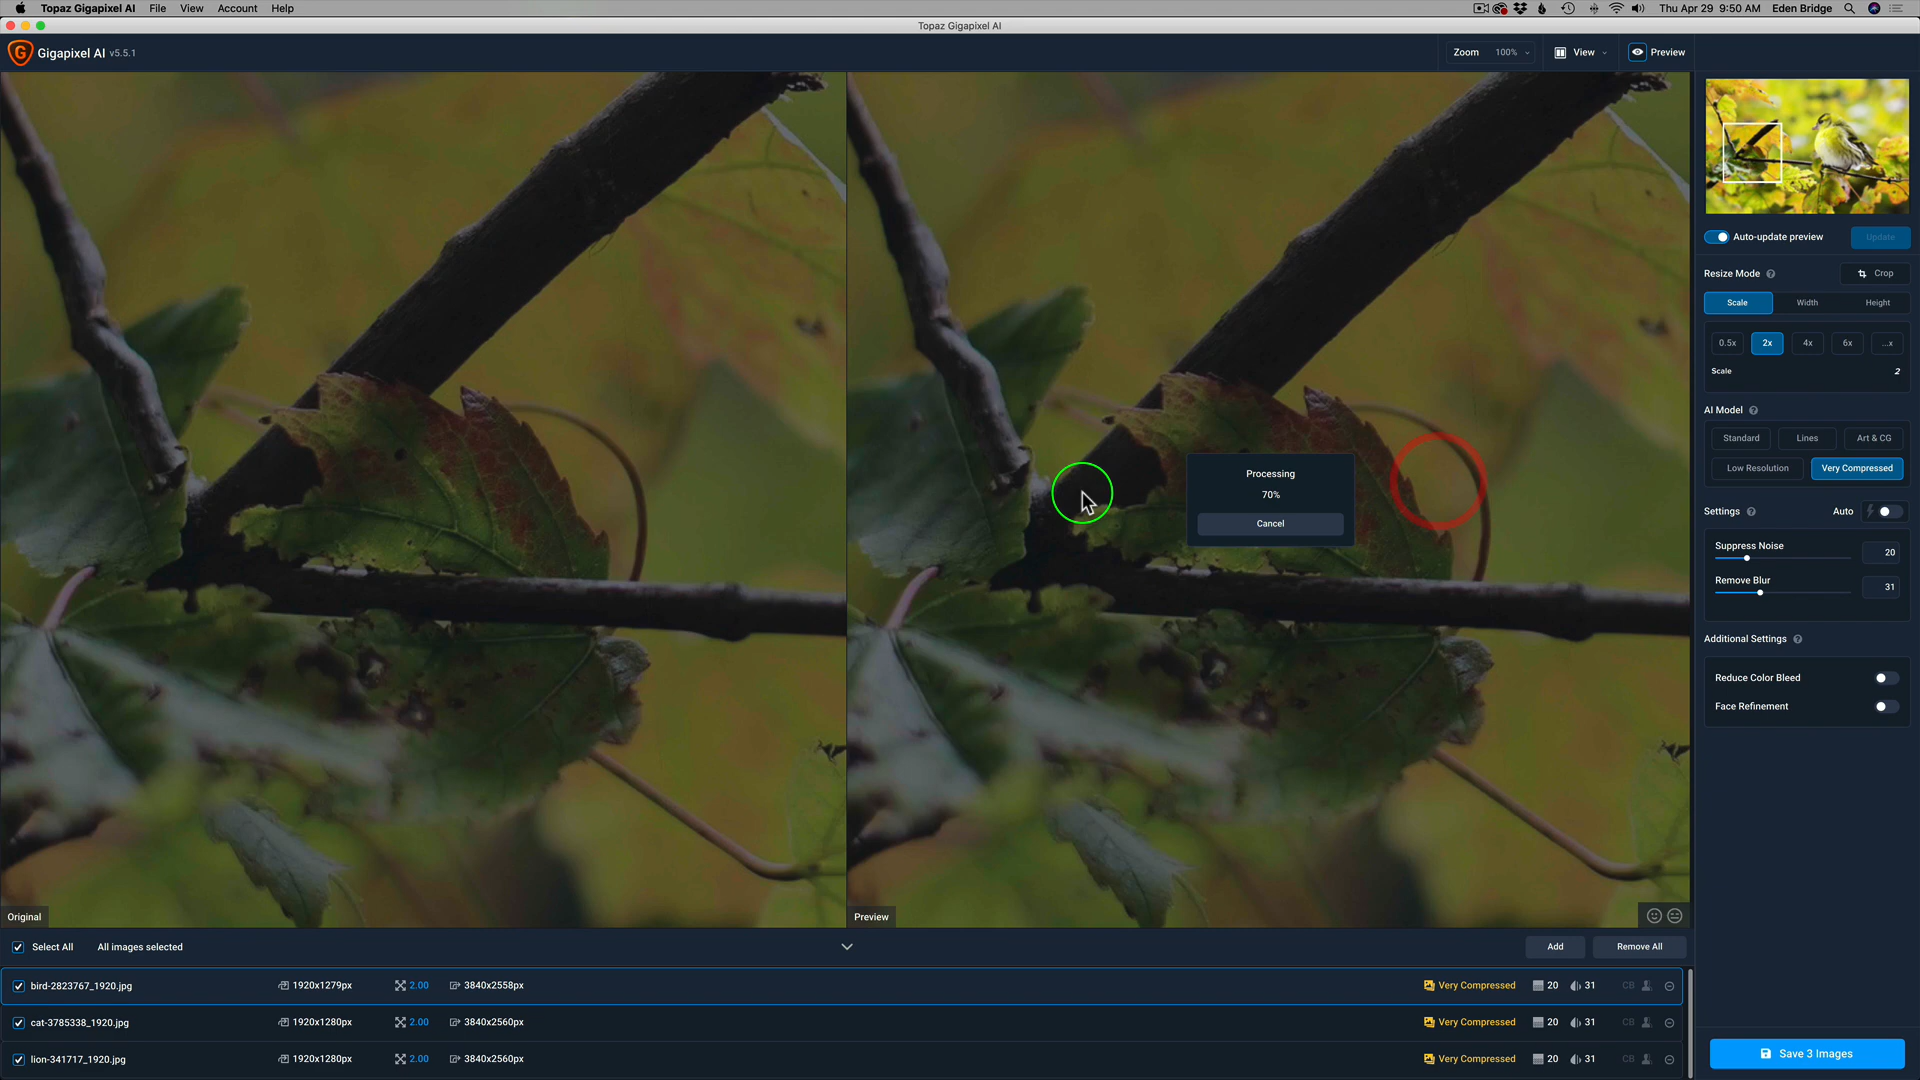 Topaz Gigapixel AI File View Account Help Thu Apr 29 9:50 AM Eden Bridge
Topaz Gigapixel AI
Gigapixel AI v5.5.1 Zoom 100% View Preview
Auto-update preview Update
Resize Mode Crop
Scale Width Height
0.5x 2x 4x 6x ...x
Scale 2
AI Model
Standard Lines Art & CG
Low Resolution Very Compressed
Settings Auto
Suppress Noise 20
Remove Blur 31
Additional Settings
Reduce Color Bleed
Face Refinement
Processing
70%
Cancel
Original Preview
Select All All images selected Add Remove All
bird-2823767_1920.jpg 1920x1279px 2.00 3840x2558px Very Compressed 20 31 CB
cat-3785338_1920.jpg 1920x1280px 2.00 3840x2560px Very Compressed 20 31 CB
lion-341717_1920.jpg 1920x1280px 2.00 3840x2560px Very Compressed 20 31 CB
Save 3 Images